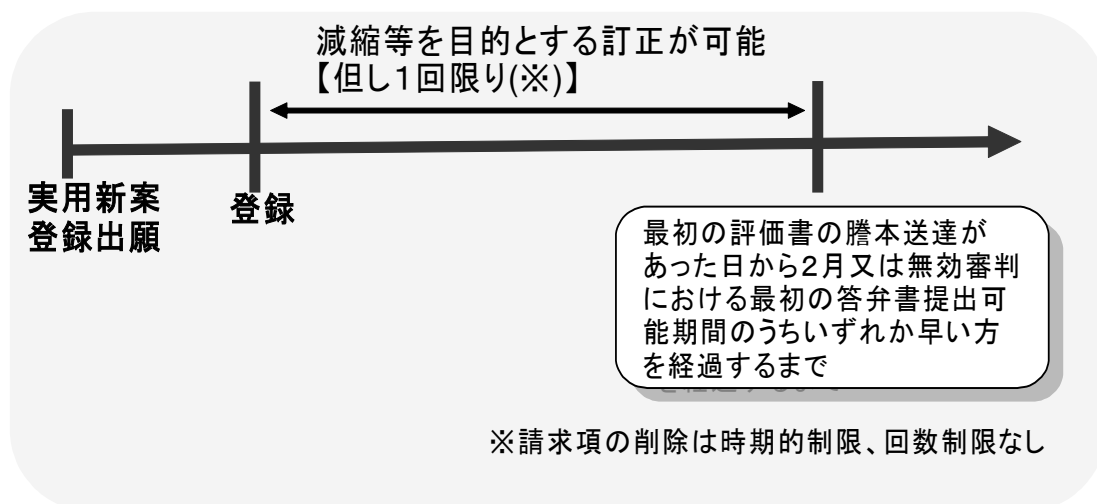 減縮等を目的とする訂正が可能
【但し1回限り(※)】
実用新案
登録出願
登録
最初の評価書の謄本送達が
あった日から2月又は無効審判
における最初の答弁書提出可
能期間のうちいずれか早い方
を経過するまで
※請求項の削除は時期的制限、回数制限なし